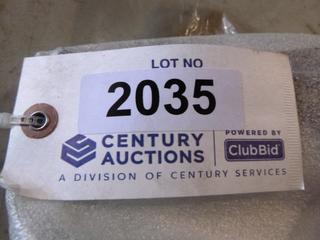 LOT NO
2035
CENTURY
AUCTIONS
POWERED BY
ClubBid
A DIVISION OF CENTURY SERVICES